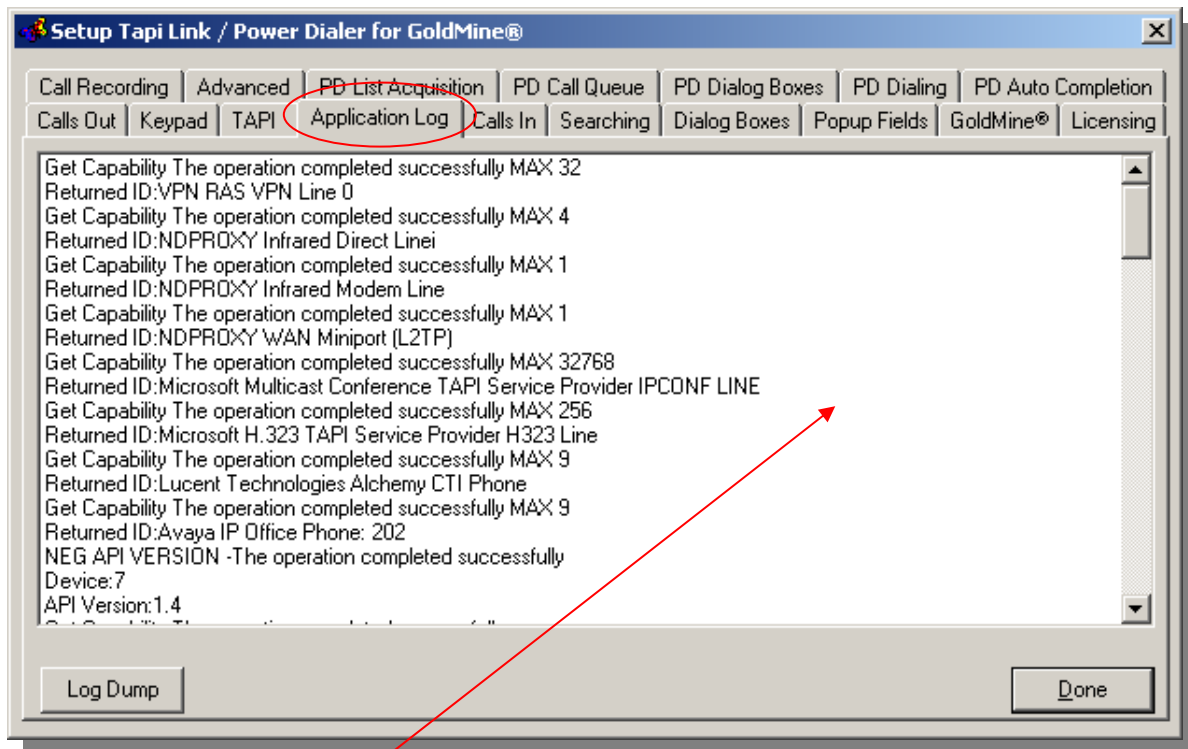 Setup Tapi Link / Power Dialer for GoldMine®
Call Recording Advanced PD List Acquisition PD Call Queue PD Dialog Boxes PD Dialing PD Auto Completion
Calls Out Keypad TAPI Application Log Calls In Searching Dialog Boxes Popup Fields GoldMine® Licensing
Get Capability The operation completed successfully MAX 32
Returned ID:VPN RAS VPN Line 0
Get Capability The operation completed successfully MAX 4
Returned ID:NDPROXY Infrared Direct Linei
Get Capability The operation completed successfully MAX 1
Returned ID:NDPROXY Infrared Modem Line
Get Capability The operation completed successfully MAX 1
Returned ID:NDPROXY WAN Miniport (L2TP)
Get Capability The operation completed successfully MAX 32768
Returned ID:Microsoft Multicast Conference TAPI Service Provider IPCONF LINE
Get Capability The operation completed successfully MAX 256
Returned ID:Microsoft H.323 TAPI Service Provider H323 Line
Get Capability The operation completed successfully MAX 9
Returned ID:Lucent Technologies Alchemy CTI Phone
Get Capability The operation completed successfully MAX 9
Returned ID:Avaya IP Office Phone: 202
NEG API VERSION -The operation completed successfully
Device:7
API Version:1.4
Log Dump
Done